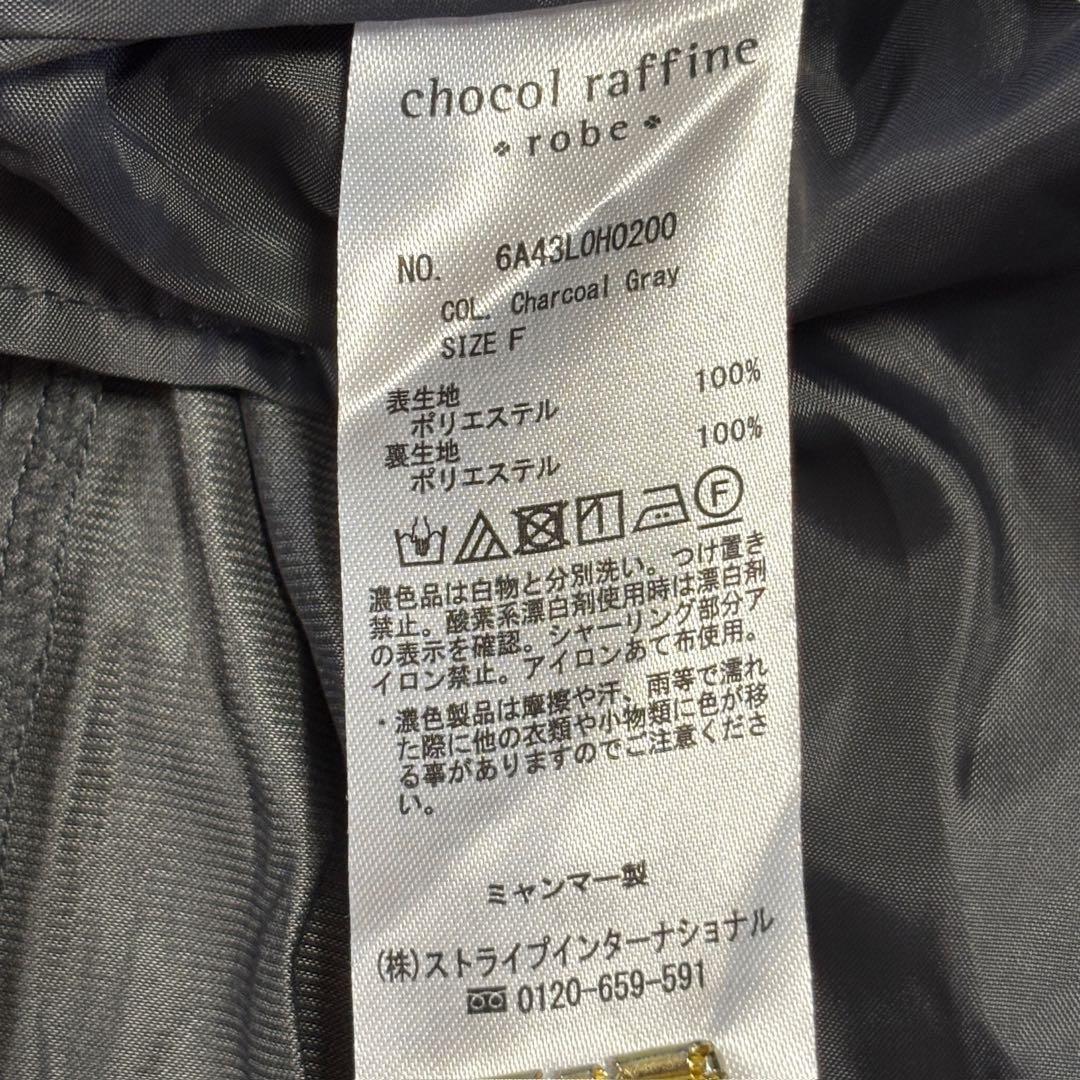 chocol raffine
robe
NO. 6A43L0H0200
COL. Charcoal Gray
SIZE F
表生地
ポリエステル 100%
裏生地
ポリエステル 100%
F
濃色品は白物と分別洗い。つけ置き
禁止。酸素系漂白剤使用時は漂白剤
の表示を確認。シャーリング部分ア
イロン禁止。アイロンあて布使用。
・濃色製品は摩擦や汗、雨等で濡れ
た際に他の衣類や小物類に色が移
る事がありますのでご注意くださ
い。
ミャンマー製
(株)ストライプインターナショナル
0120-659-591